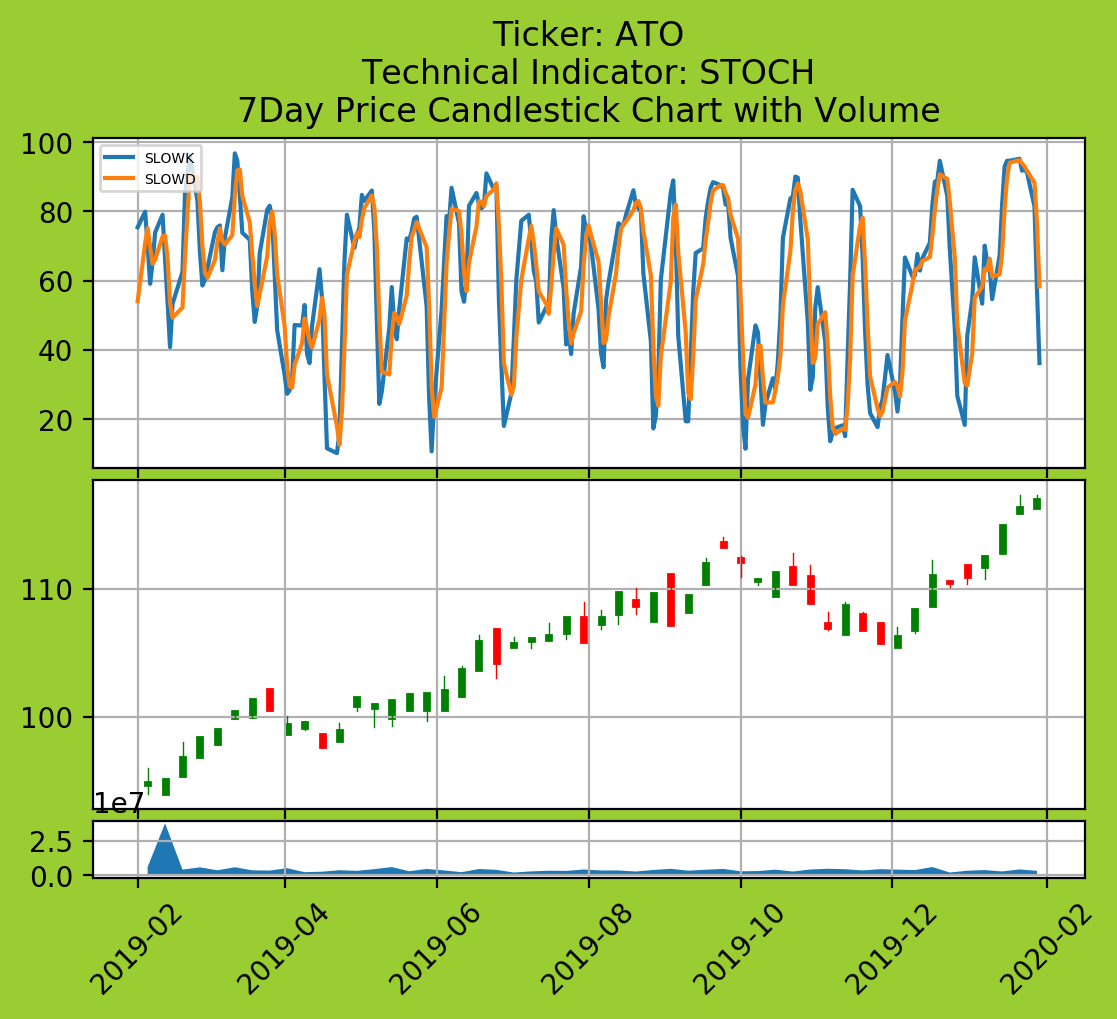 Ticker: ATO
Technical Indicator: STOCH
7Day Price Candlestick Chart with Volume
100
80
60
40
20
SLOWK
SLOWD
110
100
1e7
2.5
0.0
2019-02
2019-04
2019-06
2019-08
2019-10
2019-12
2020-02